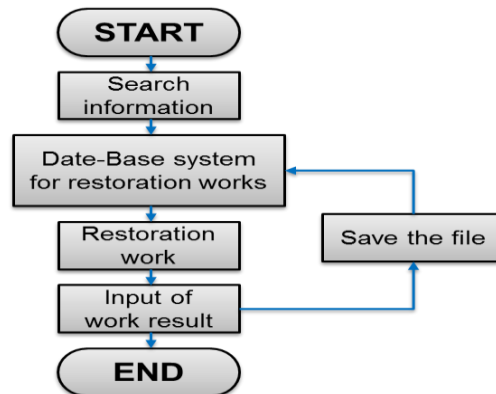 START
Search
information
Date-Base system
for restoration works
Restoration
work
Save the file
Input of
work result
END